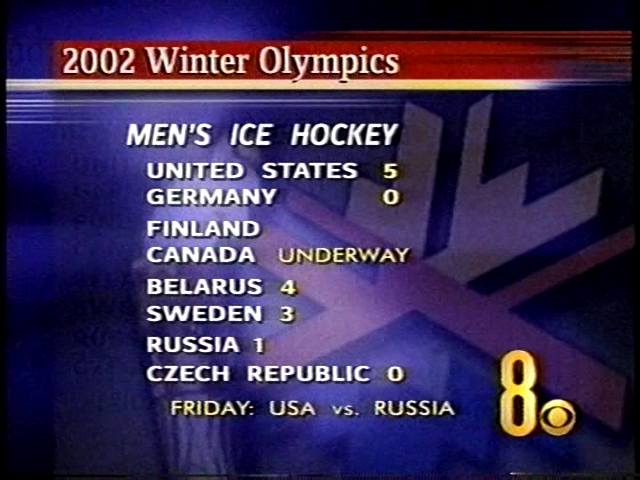 2002 Winter Olympics
MEN'S ICE HOCKEY
UNITED STATES 5
GERMANY 0
FINLAND
CANADA UNDERWAY
BELARUS 4
SWEDEN 3
RUSSIA 1
CZECH REPUBLIC 0
FRIDAY: USA vs. RUSSIA
8